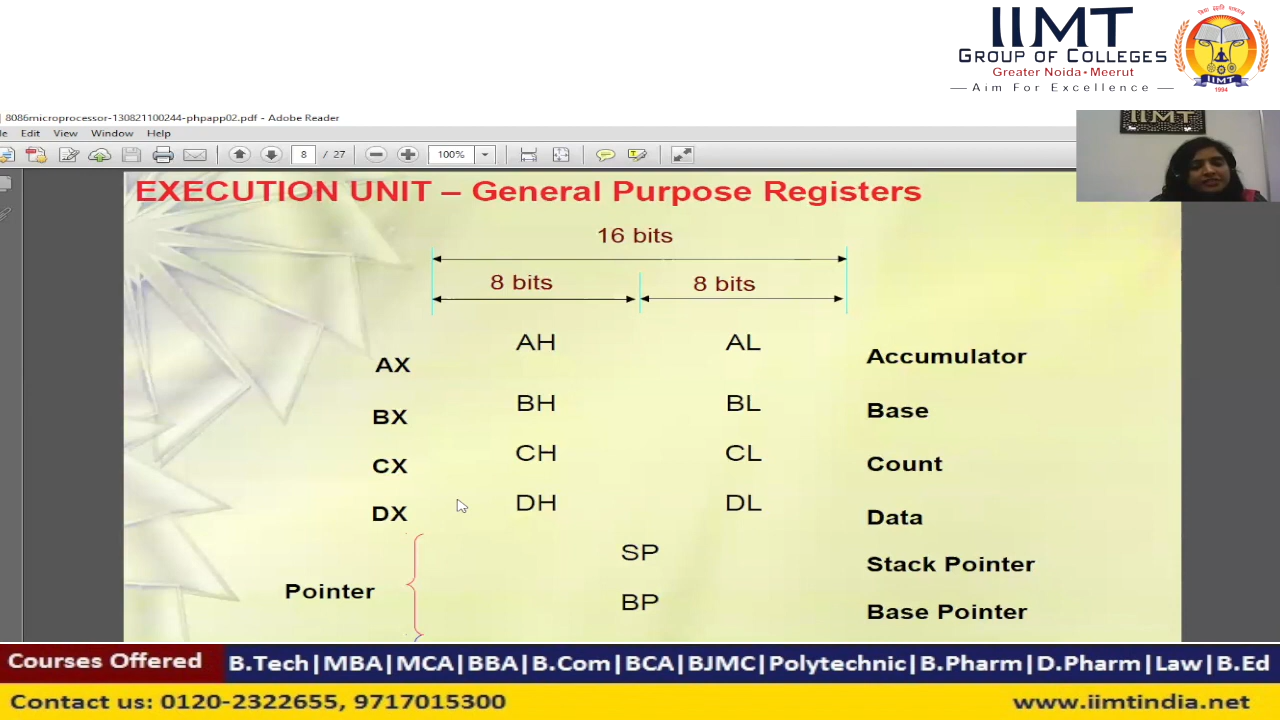 IIMT
GROUP OF COLLEGES
Greater Noida • Meerut
— Aim For Excellence —
IIMT
1994
8086microprocessor-130821100244-phpapp02.pdf - Adobe Reader
Edit View Window Help
8 / 27 100%
IIMT
EXECUTION UNIT – General Purpose Registers
16 bits
8 bits 8 bits
AX AH AL Accumulator
BX BH BL Base
CX CH CL Count
DX DH DL Data
Pointer
SP Stack Pointer
BP Base Pointer
Courses Offered B.Tech|MBA|MCA|BBA|B.Com|BCA|BJMC|Polytechnic|B.Pharm|D.Pharm|Law|B.Ed
Contact us: 0120-2322655, 9717015300 www.iimtindia.net